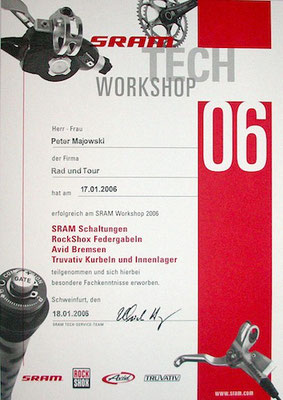 SRAM
TECH
WORKSHOP
06
Herr - Frau
Peter Majowski
der Firma
Rad und Tour
hat am 17.01.2006
erfolgreich am SRAM Workshop 2006
SRAM Schaltungen
RockShox Federgabeln
Avid Bremsen
Truvativ Kurbeln und Innenlager
teilgenommen und sich hierbei
besondere Fachkenntnisse erworben.
Schweinfurt, den
18.01.2006
SRAM TECH-SERVICE-TEAM
GATE
SRAM ROCK SHOX Avid TRUVATIV
www.sram.com